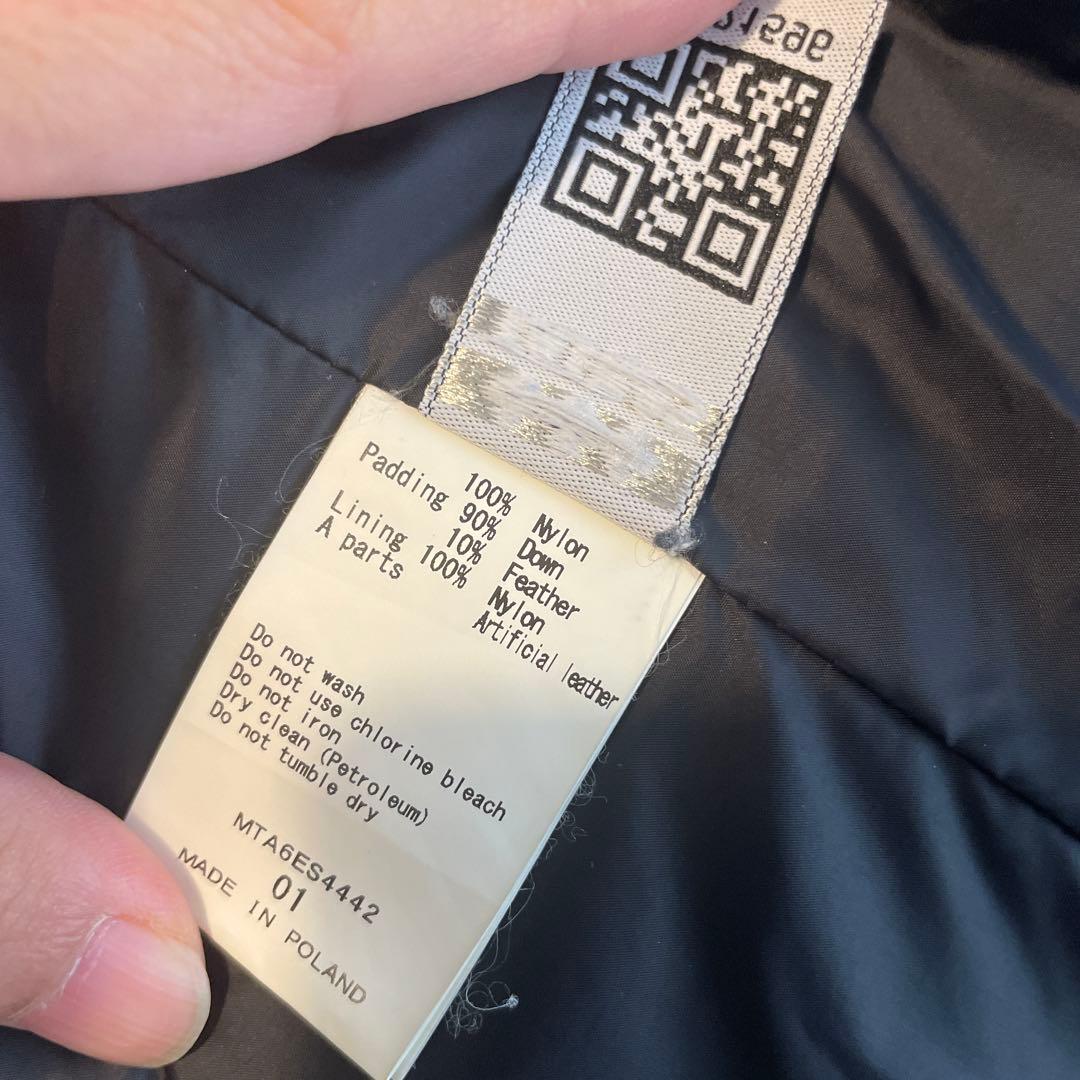 21596
100% Nylon
Padding 90% Down
10% Feather
Lining 100% Nylon
A parts Artificial leather
Do not wash
Do not use chlorine bleach
Do not iron
Dry clean (Petroleum)
Do not tumble dry
MTA6ES4442
01
MADE IN POLAND